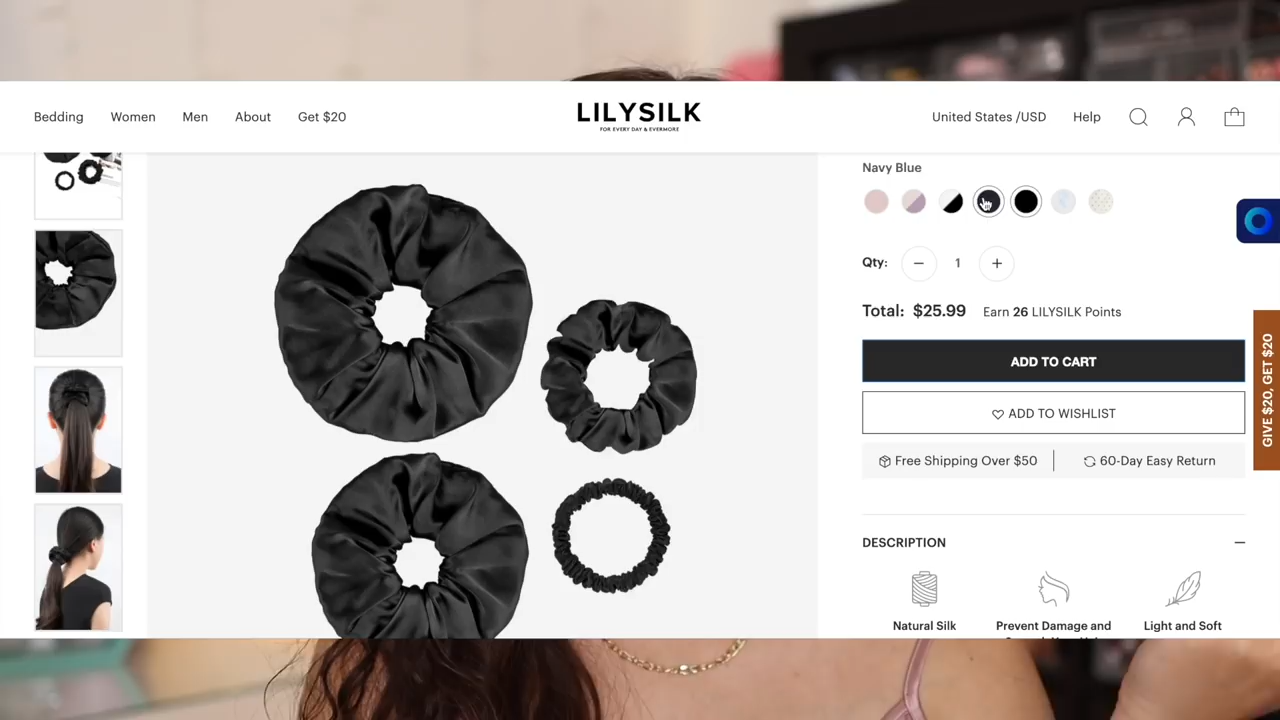 Bedding Women Men About Get $20
LILYSILK
FOR EVERY DAY & EVERMORE
United States /USD Help
Navy Blue
Qty: − 1 +
Total: $25.99 Earn 26 LILYSILK Points
ADD TO CART
ADD TO WISHLIST
Free Shipping Over $50 60-Day Easy Return
GIVE $20, GET $20
DESCRIPTION −
Natural Silk
Prevent Damage and
Light and Soft